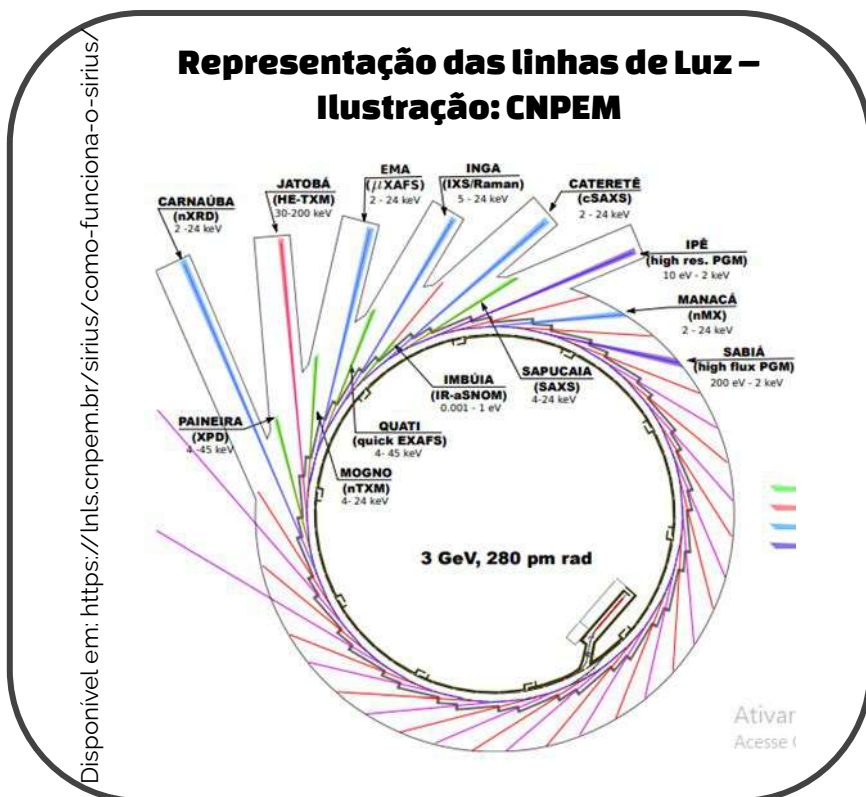 Representação das linhas de Luz –
Ilustração: CNPEM
Disponível em: https://lnls.cnpem.br/sirius/como-funciona-o-sirius/
CARNAÚBA
(nXRD)
2 -24 keV
JATOBÁ
(HE-TXM)
30-200 keV
EMA
(μXAFS)
2 - 24 keV
INGA
(IXS/Raman)
5 - 24 keV
CATERETÊ
(cSAXS)
2 - 24 keV
IPÊ
(high res. PGM)
10 eV - 2 keV
MANACÁ
(nMX)
2 - 24 keV
SABIÁ
(high flux PGM)
200 eV - 2 keV
SAPUCAIA
(SAXS)
4-24 keV
IMBÚIA
(IR-aSNOM)
0.001 - 1 eV
QUATI
(quick EXAFS)
4- 45 keV
PAINEIRA
(XPD)
4 -45 keV
MOGNO
(nTXM)
4- 24 keV
3 GeV, 280 pm rad
Ativar
Acesse